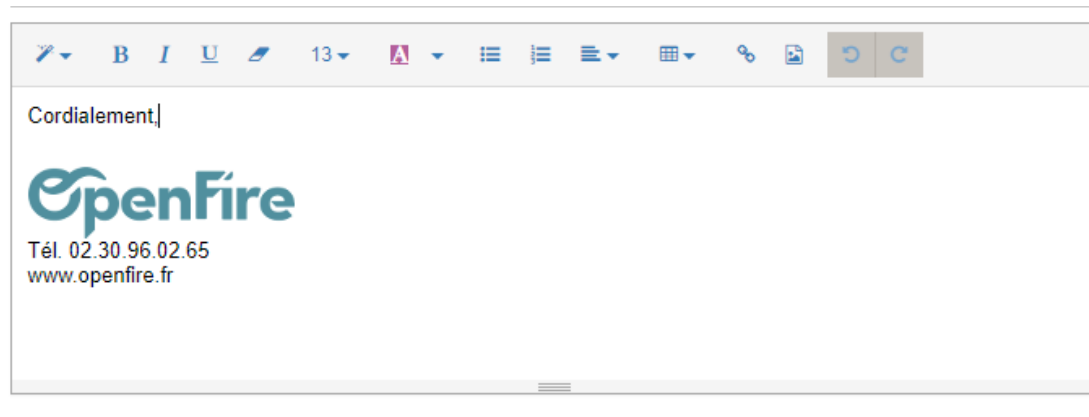 B I U 13 A
Cordialement,
OpenFire
Tél. 02.30.96.02.65
www.openfire.fr